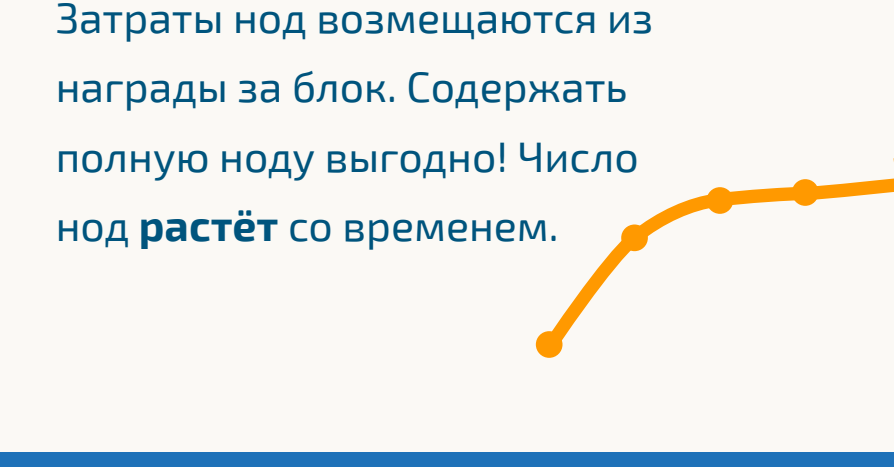 Затраты нод возмещаются из
награды за блок. Содержать
полную ноду выгодно! Число
нод растёт со временем.